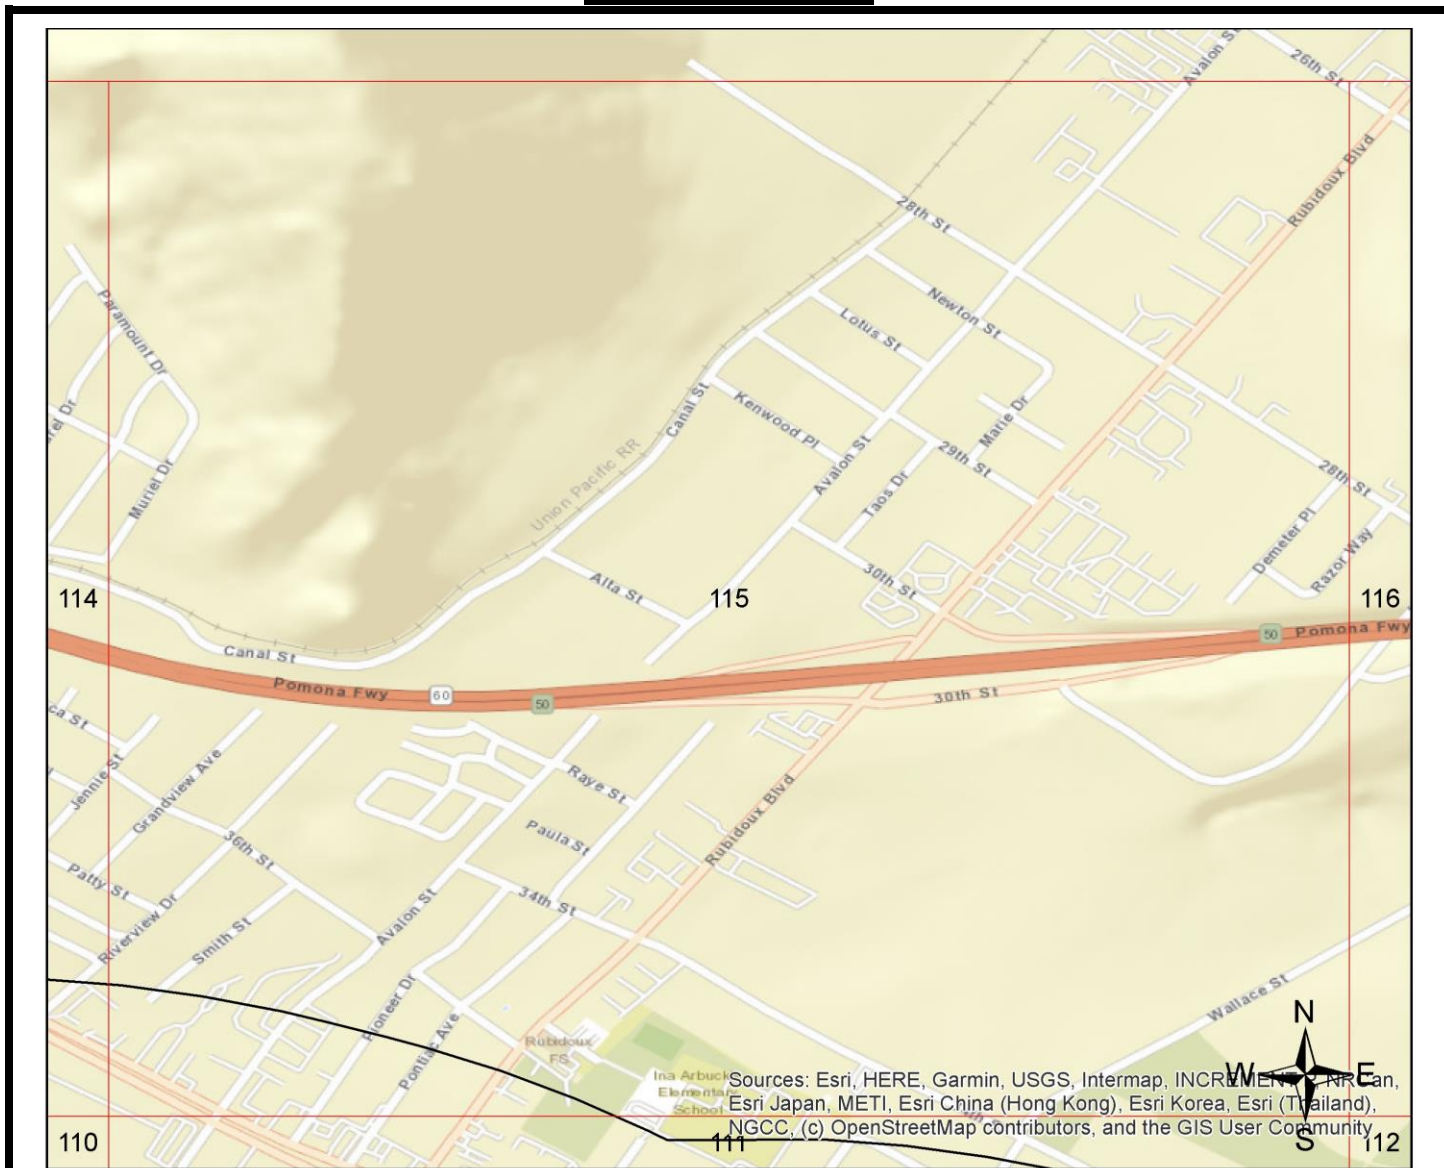 26th St
Avalon St
Rubidoux Blvd
28th St
Paramount Dr
Newton St
Lotus St
Canal St
Kenwood Pl
Marie Dr
Avalon St
29th St
Union Pacific RR
Muriel Dr
Taos Dr
28th St
Demeter Pl
Razor Way
30th St
Alta St
114
115
116
Canal St
50
Pomona Fwy
Pomona Fwy
60
50
30th St
ca St
Jennie St
Grandview Ave
Raye St
Rubidoux Blvd
36th St
Paula St
Patty St
34th St
Riverview Dr
Smith St
Avalon St
Pioneer Dr
Pontiac Ave
Wallace St
N
Rubidoux
FS
W
E
Ina Arbuck
Elementary
School
Sources: Esri, HERE, Garmin, USGS, Intermap, INCREMENT P, NRCan,
Esri Japan, METI, Esri China (Hong Kong), Esri Korea, Esri (Thailand),
NGCC, (c) OpenStreetMap contributors, and the GIS User Community
S
110
111
112